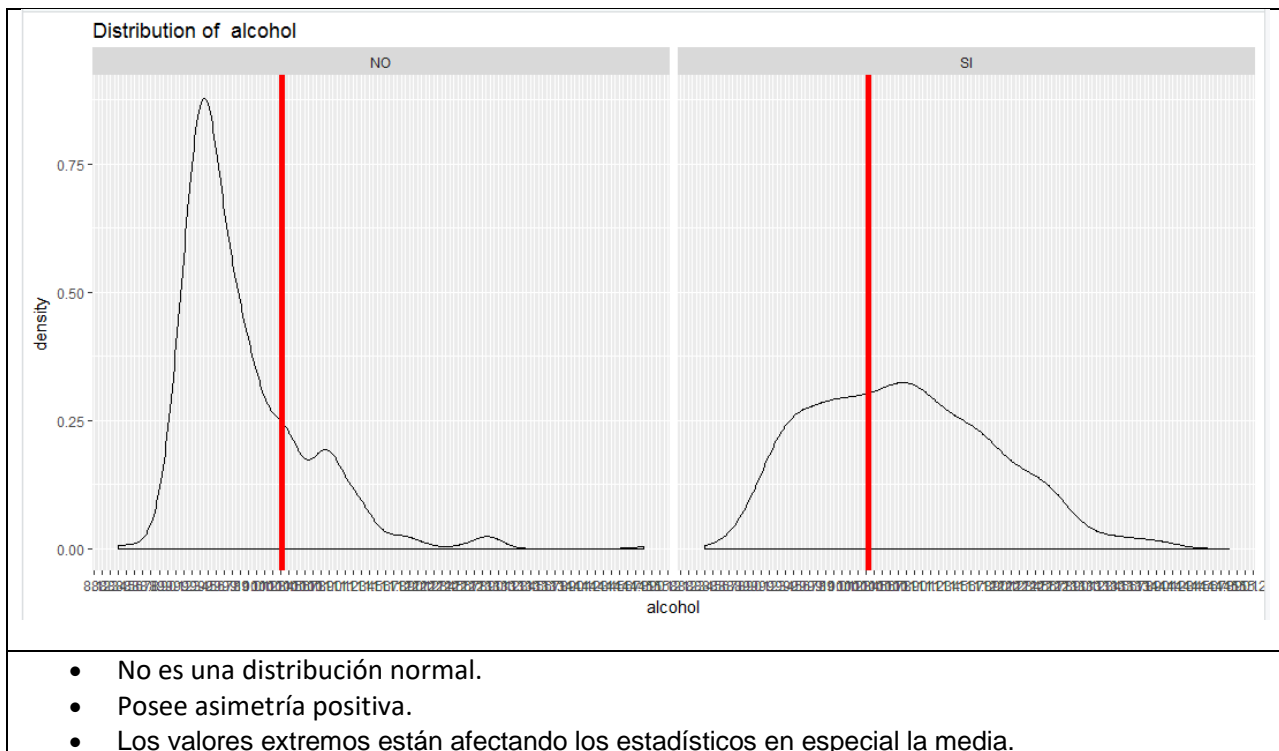 Distribution of alcohol
NO
SI
0.75
0.50
0.25
0.00
density
alcohol
• No es una distribución normal.
• Posee asimetría positiva.
• Los valores extremos están afectando los estadísticos en especial la media.